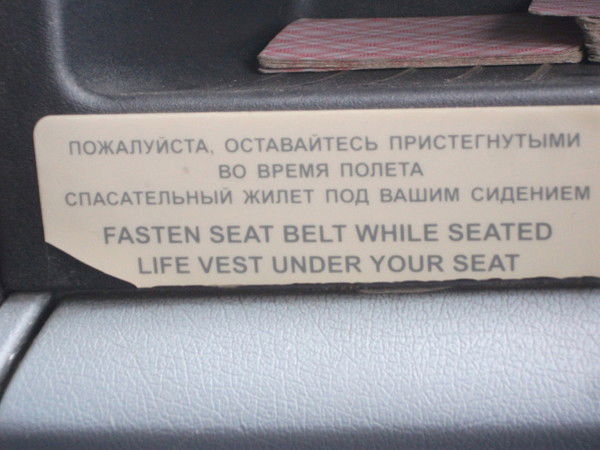 ПОЖАЛУЙСТА, ОСТАВАЙТЕСЬ ПРИСТЕГНУТЫМИ
ВО ВРЕМЯ ПОЛЕТА
СПАСАТЕЛЬНЫЙ ЖИЛЕТ ПОД ВАШИМ СИДЕНИЕМ
FASTEN SEAT BELT WHILE SEATED
LIFE VEST UNDER YOUR SEAT